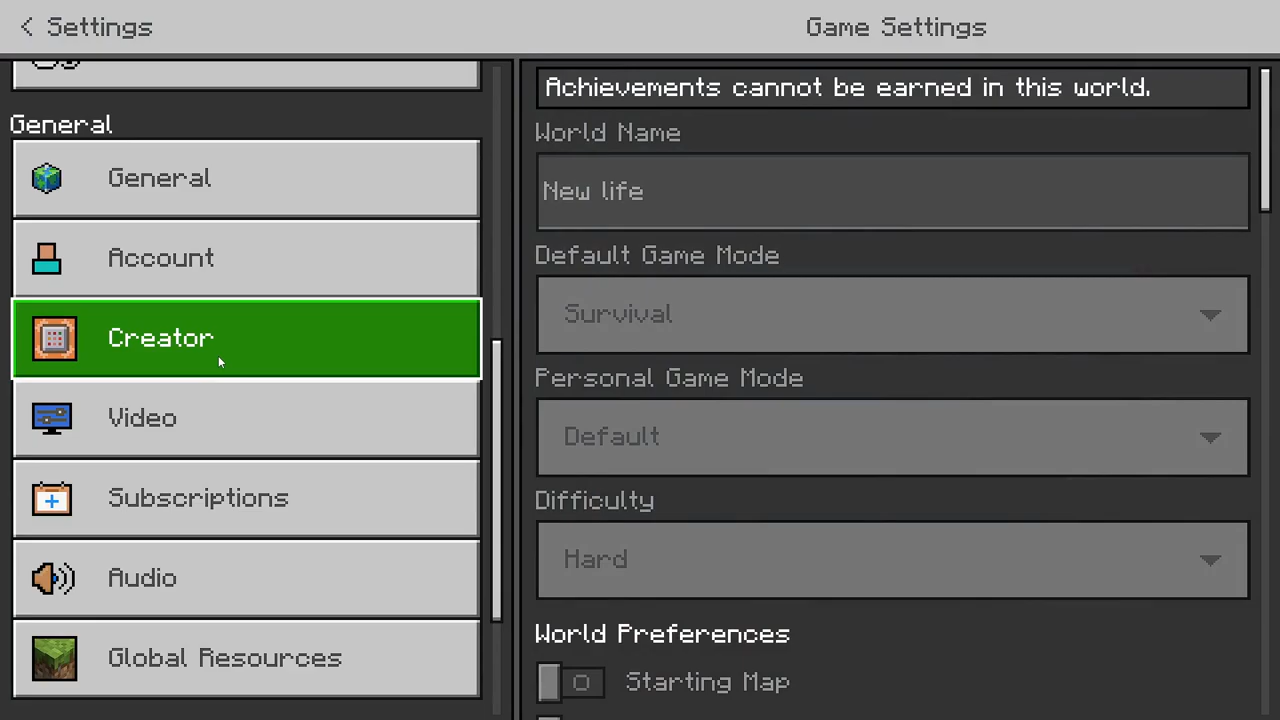 Settings
Game Settings
General
General
Account
Creator
Video
Subscriptions
Audio
Global Resources
Achievements cannot be earned in this world.
World Name
New life
Default Game Mode
Survival
Personal Game Mode
Default
Difficulty
Hard
World Preferences
Starting Map